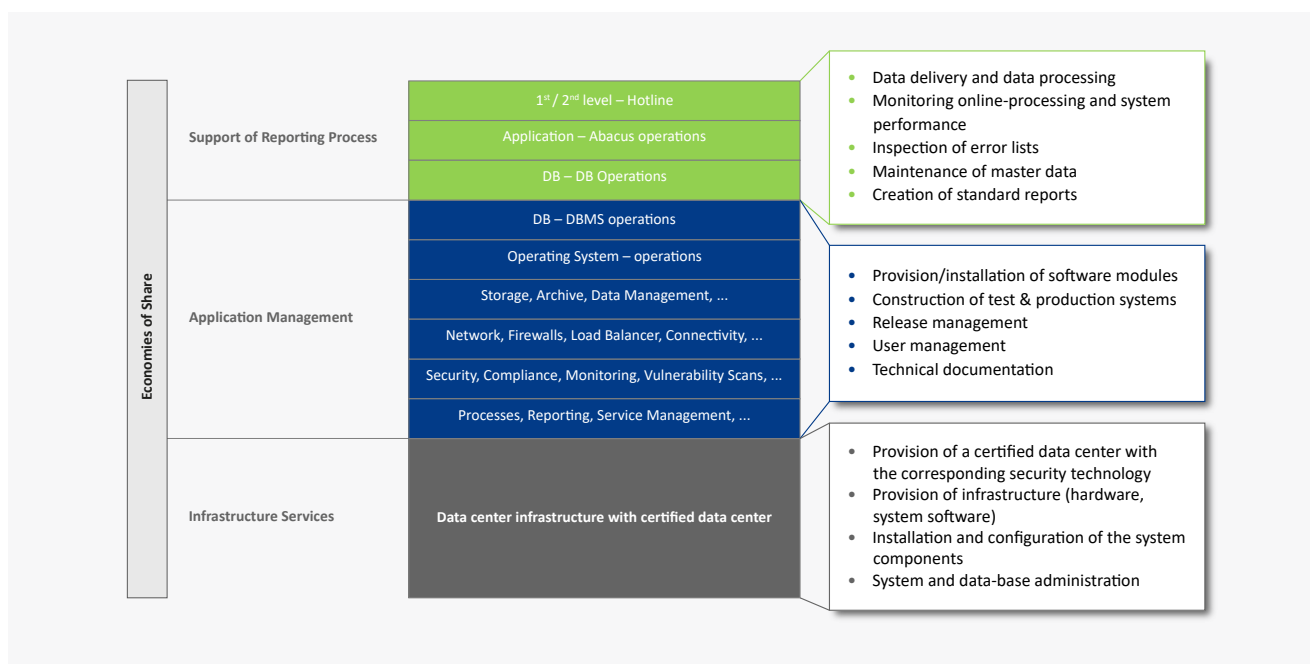 Economies of Share
Support of Reporting Process
1st / 2nd level – Hotline
Application – Abacus operations
DB – DB Operations
• Data delivery and data processing
• Monitoring online-processing and system
performance
• Inspection of error lists
• Maintenance of master data
• Creation of standard reports
Application Management
DB – DBMS operations
Operating System – operations
Storage, Archive, Data Management, ...
Network, Firewalls, Load Balancer, Connectivity, ...
Security, Compliance, Monitoring, Vulnerability Scans, ...
Processes, Reporting, Service Management, ...
• Provision/installation of software modules
• Construction of test & production systems
• Release management
• User management
• Technical documentation
Infrastructure Services
Data center infrastructure with certified data center
• Provision of a certified data center with
the corresponding security technology
• Provision of infrastructure (hardware,
system software)
• Installation and configuration of the system
components
• System and data-base administration